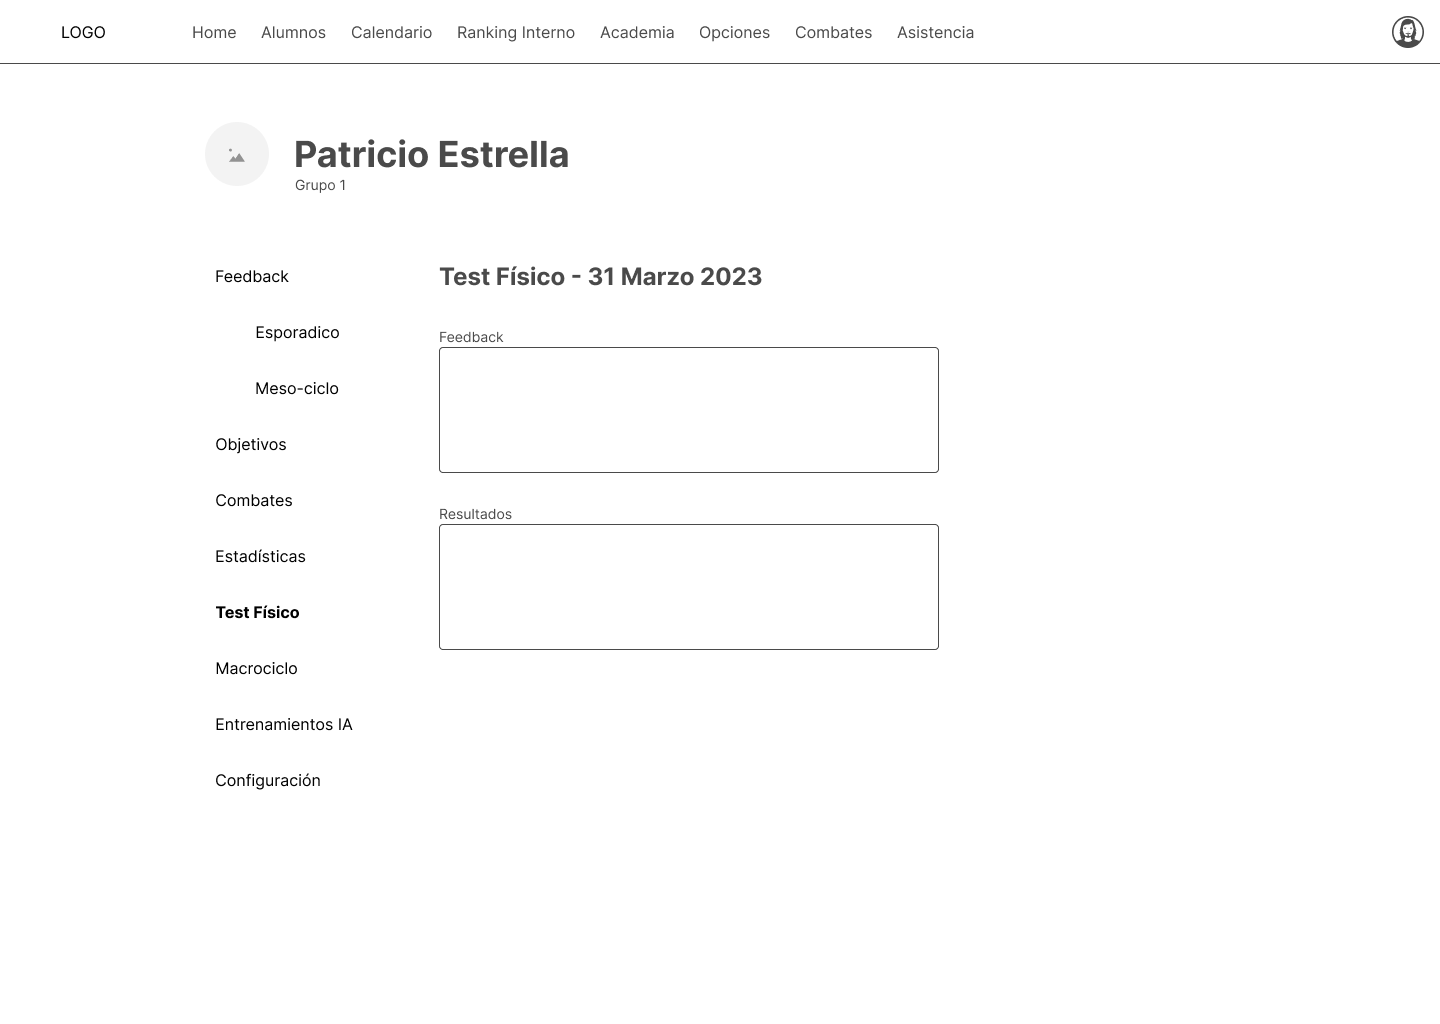 LOGO Home Alumnos Calendario Ranking Interno Academia Opciones Combates Asistencia
Patricio Estrella
Grupo 1
Feedback
Esporadico
Meso-ciclo
Objetivos
Combates
Estadísticas
Test Físico
Macrociclo
Entrenamientos IA
Configuración
Test Físico - 31 Marzo 2023
Feedback
Resultados